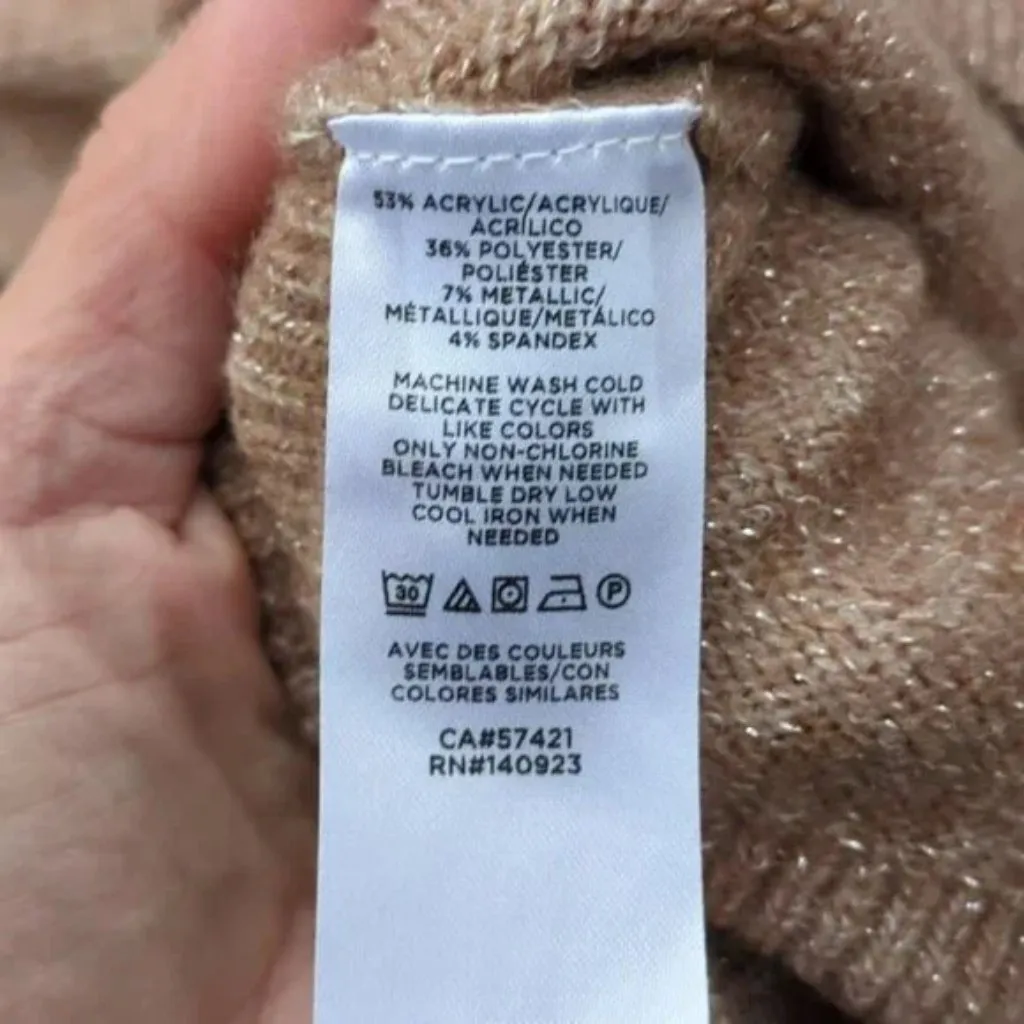 53% ACRYLIC/ACRYLIQUE/
ACRÍLICO
36% POLYESTER/
POLIÉSTER
7% METALLIC/
MÉTALLIQUE/METÁLICO
4% SPANDEX
MACHINE WASH COLD
DELICATE CYCLE WITH
LIKE COLORS
ONLY NON-CHLORINE
BLEACH WHEN NEEDED
TUMBLE DRY LOW
COOL IRON WHEN
NEEDED
30 P
AVEC DES COULEURS
SEMBLABLES/CON
COLORES SIMILARES
CA#57421
RN#140923